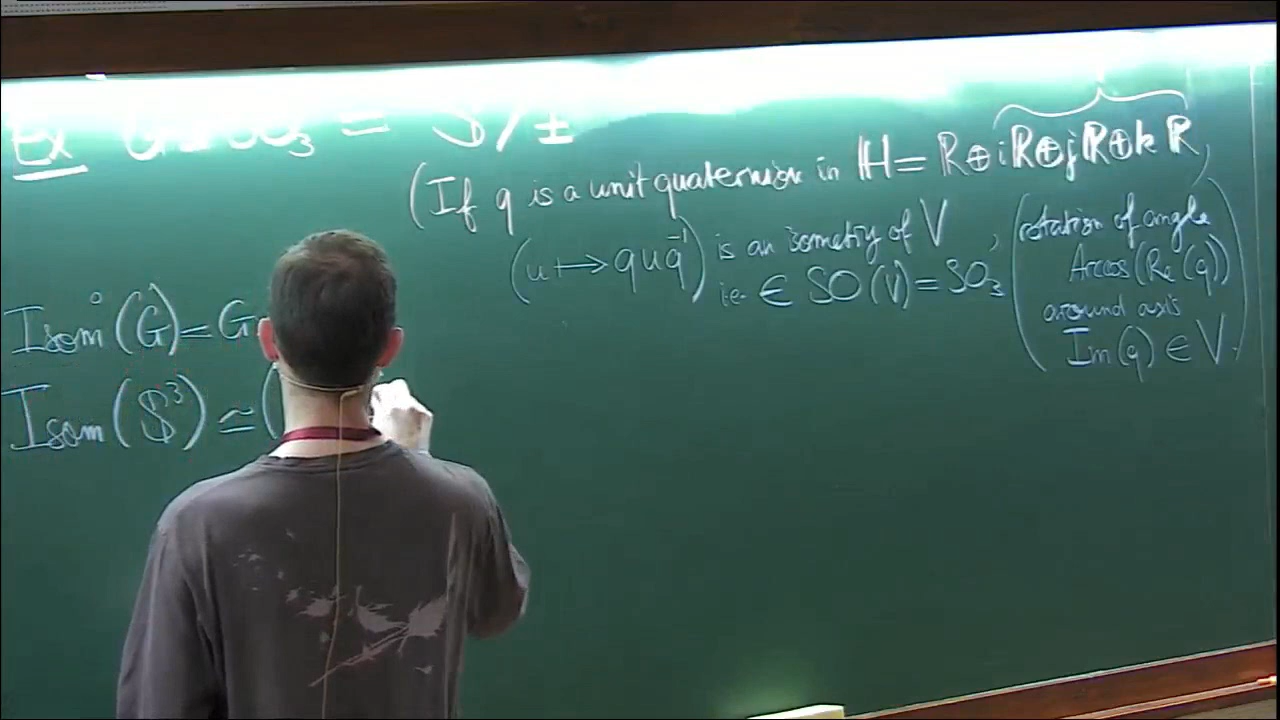 Ex G = SO₃ = 𝕊/±
(If q is a unit quaternion in ℍ = ℝ⊕iℝ⊕jℝ⊕kℝ,
(u ↦ quq⁻¹) is an isometry of V
i.e. ∈ SO(V) = SO₃,
(rotation of angle
Arccos(Re(q))
around axis
Im(q) ∈ V.)
Isom°(G) = G
Isom(𝕊³) ≃ (